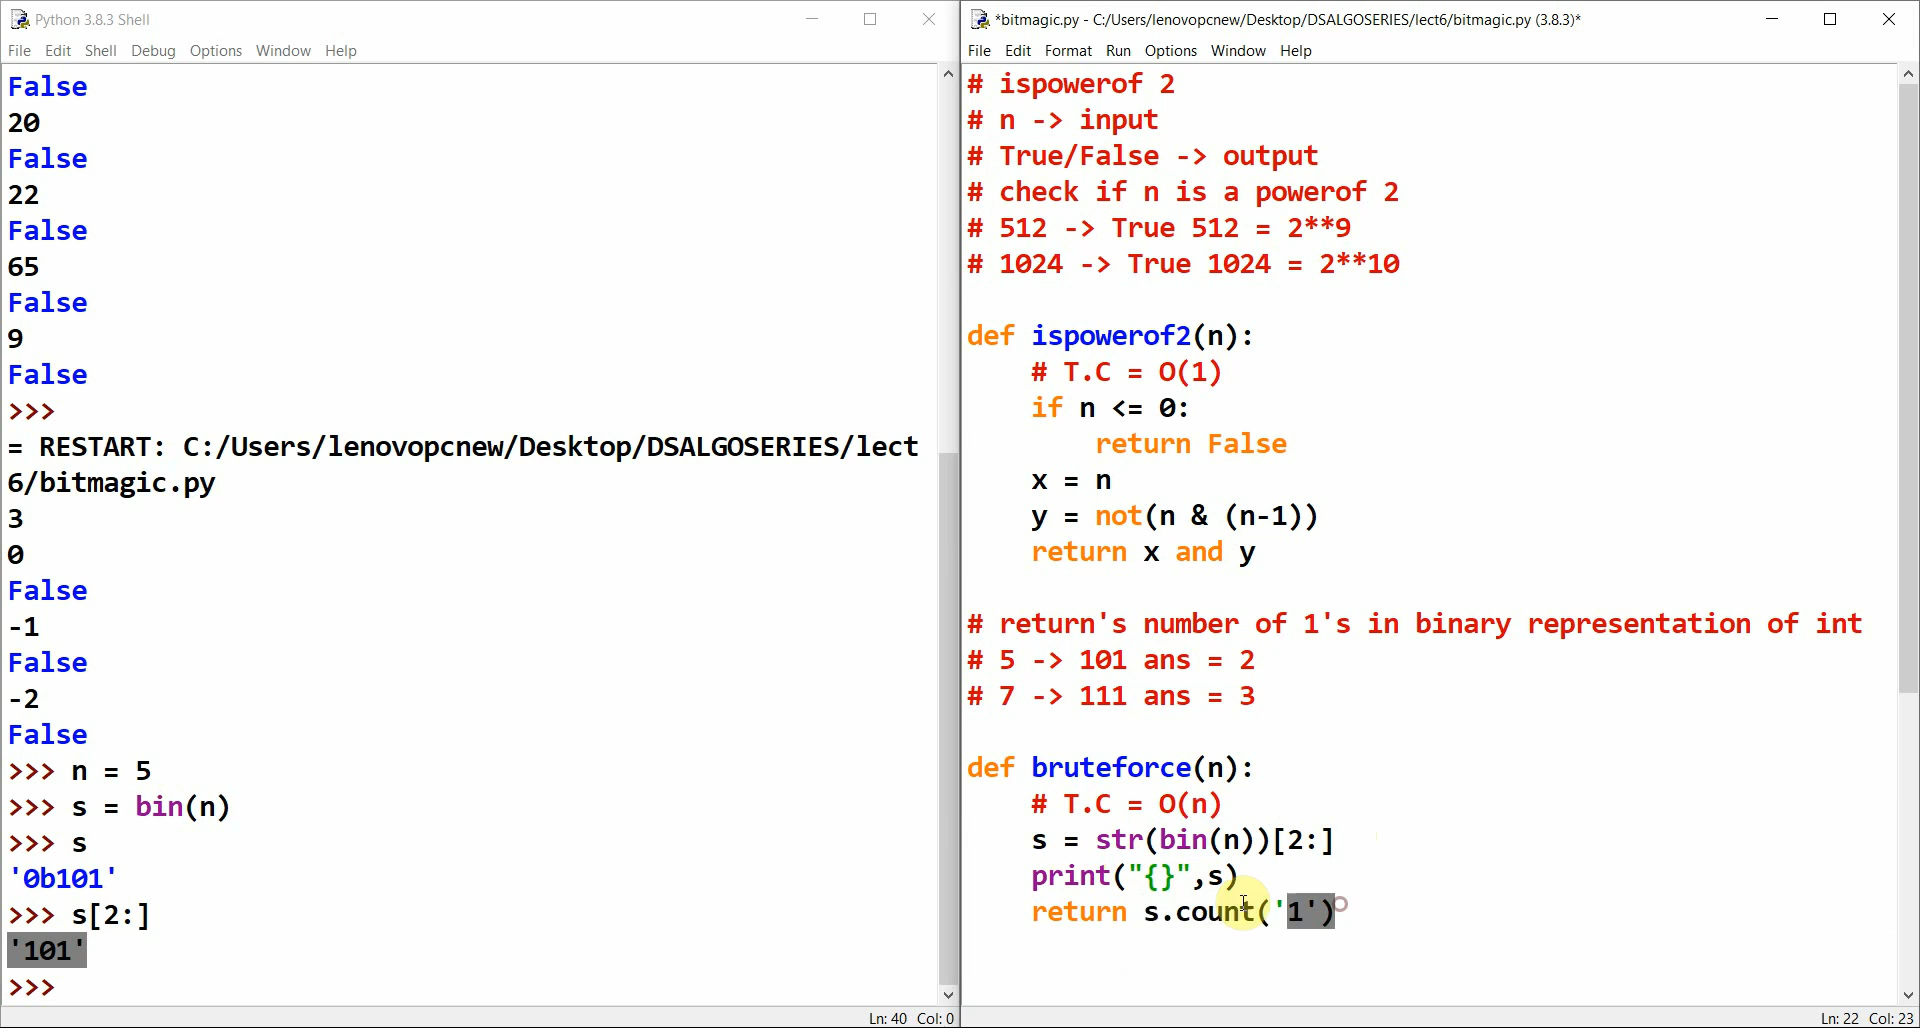 Python 3.8.3 Shell
File Edit Shell Debug Options Window Help
False
20
False
22
False
65
False
9
False
>>>
= RESTART: C:/Users/lenovopcnew/Desktop/DSALGOSERIES/lect
6/bitmagic.py
3
0
False
-1
False
-2
False
>>> n = 5
>>> s = bin(n)
>>> s
'0b101'
>>> s[2:]
'101'
>>>
Ln: 40 Col: 0
*bitmagic.py - C:/Users/lenovopcnew/Desktop/DSALGOSERIES/lect6/bitmagic.py (3.8.3)*
File Edit Format Run Options Window Help
# ispowerof 2
# n -> input
# True/False -> output
# check if n is a powerof 2
# 512 -> True 512 = 2**9
# 1024 -> True 1024 = 2**10
def ispowerof2(n):
# T.C = O(1)
if n <= 0:
return False
x = n
y = not(n & (n-1))
return x and y
# return's number of 1's in binary representation of int
# 5 -> 101 ans = 2
# 7 -> 111 ans = 3
def bruteforce(n):
# T.C = O(n)
s = str(bin(n))[2:]
print("{}",s)
return s.count('1')
Ln: 22 Col: 23